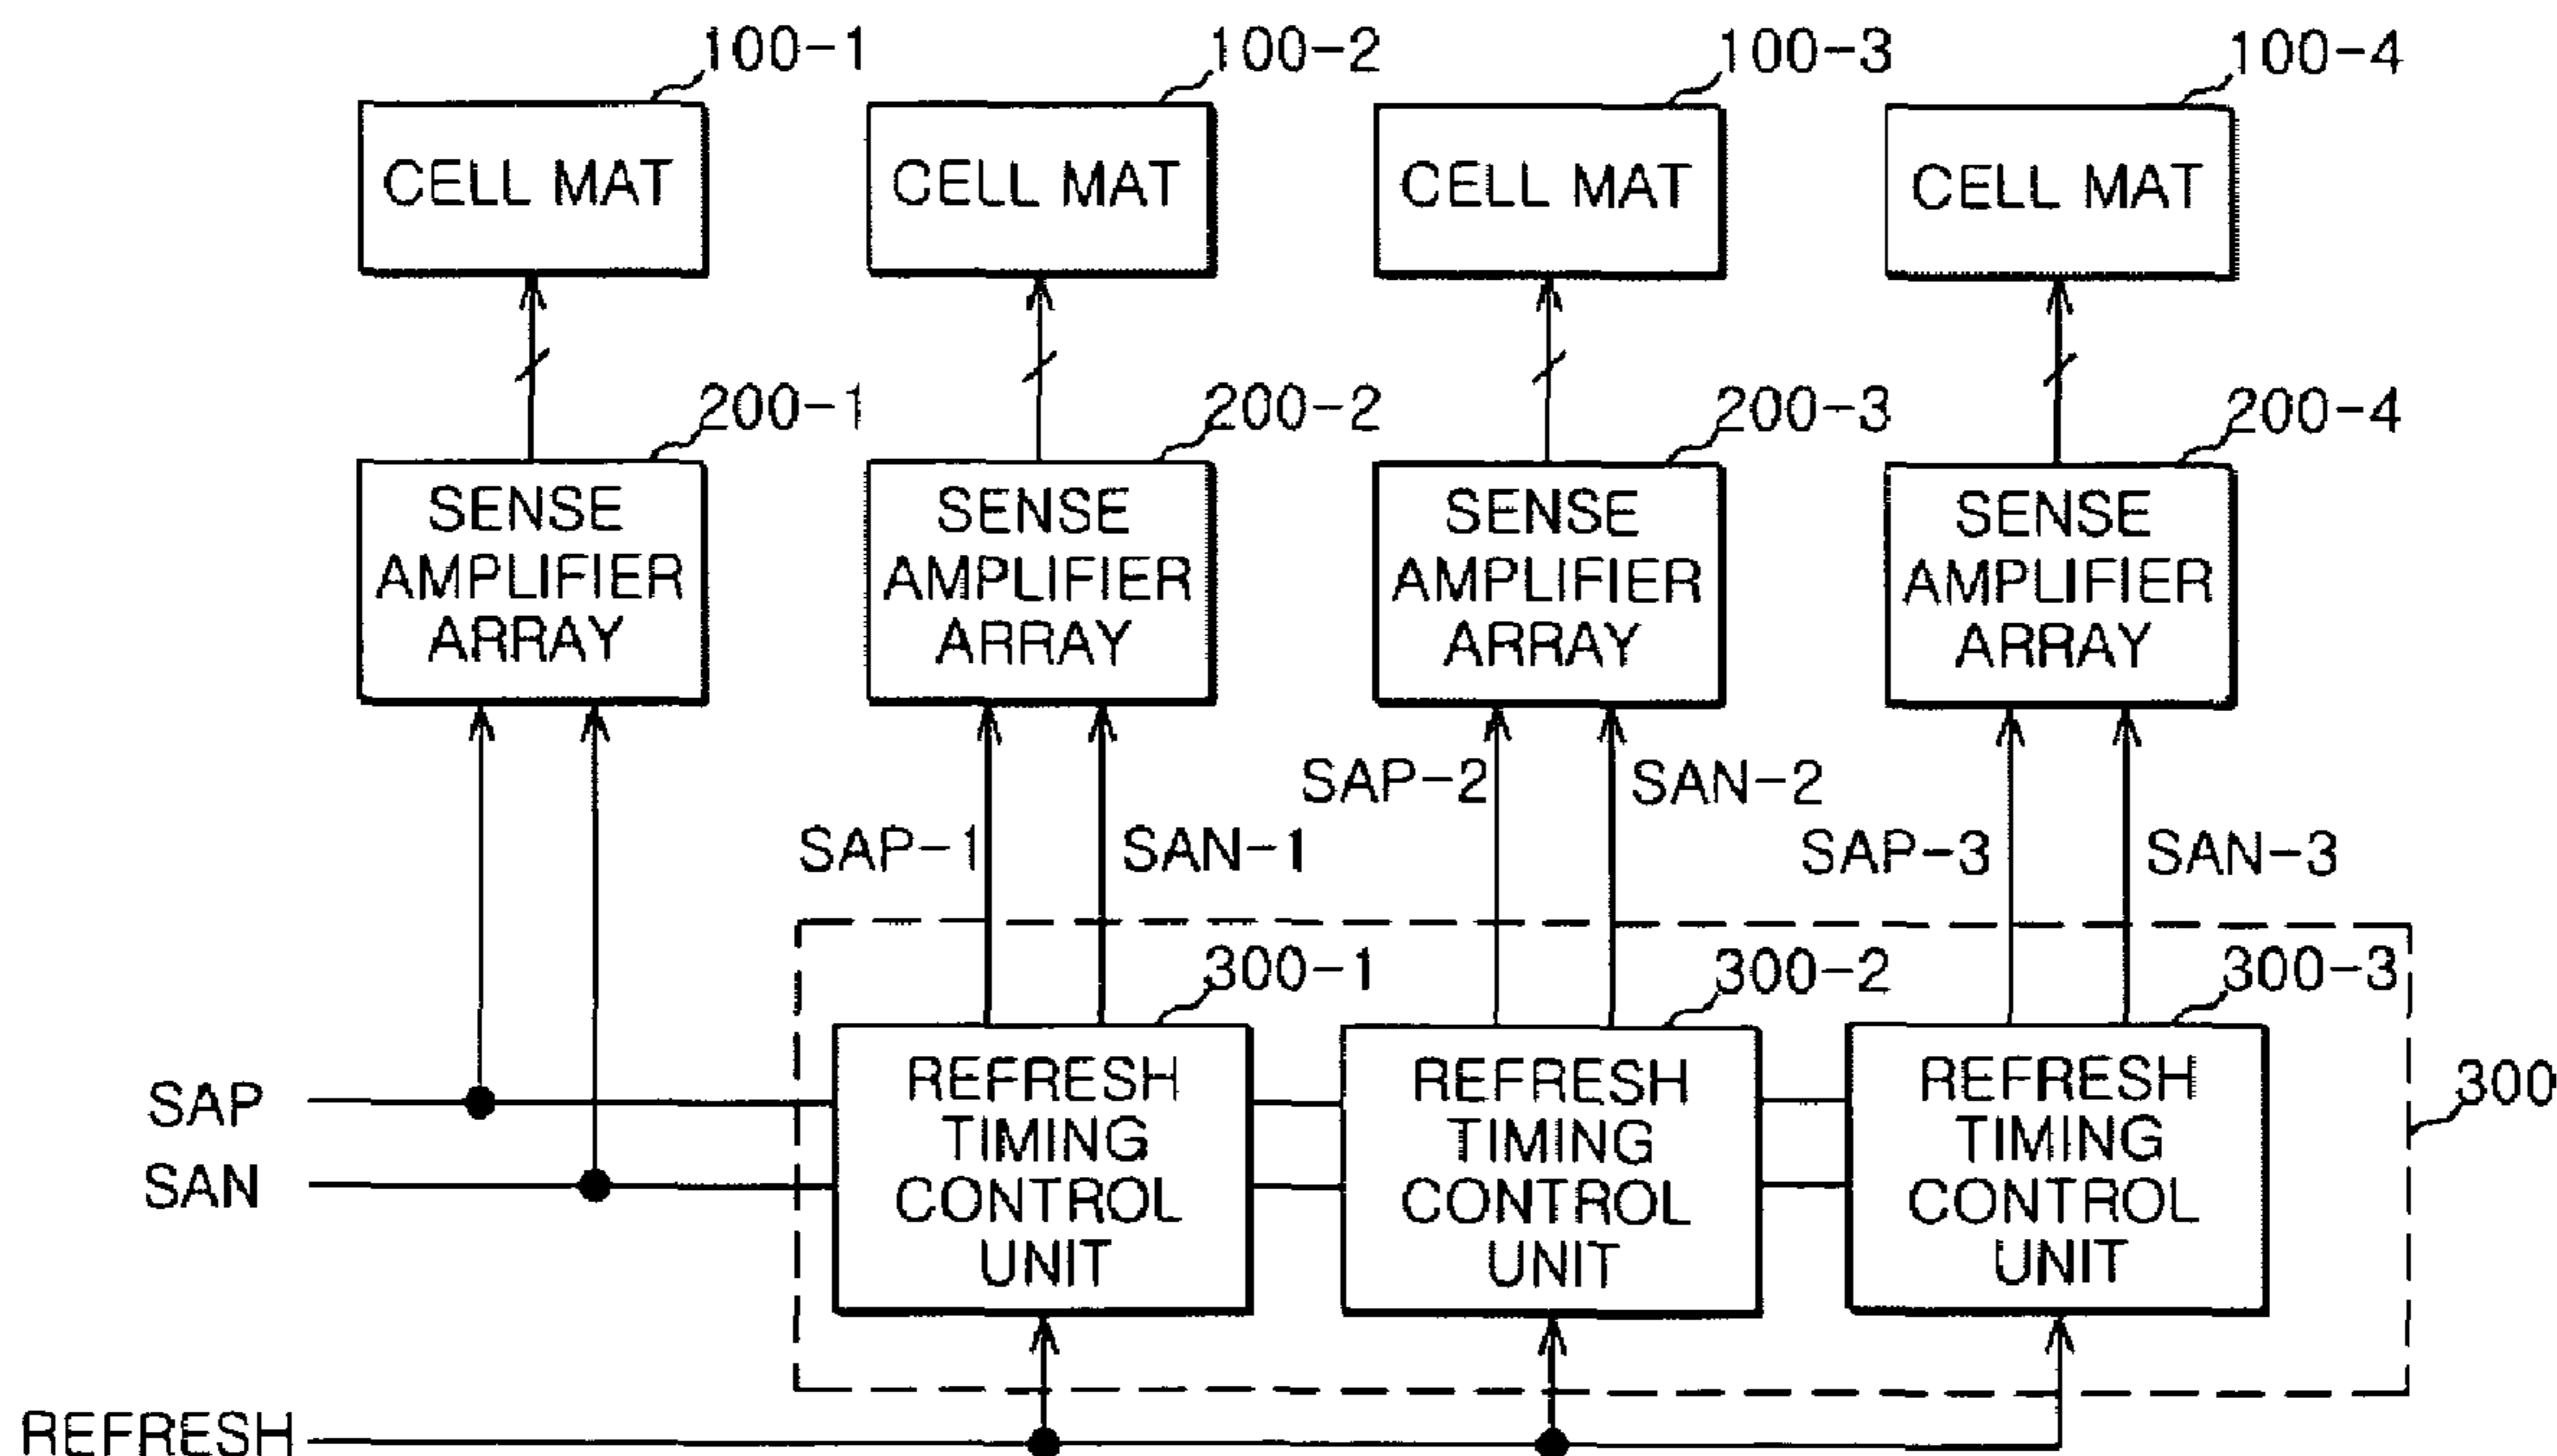 100-1 100-2 100-3 100-4
CELL MAT CELL MAT CELL MAT CELL MAT
200-1 200-2 200-3 200-4
SENSE SENSE SENSE SENSE
AMPLIFIER AMPLIFIER AMPLIFIER AMPLIFIER
ARRAY ARRAY ARRAY ARRAY
SAP-2 SAN-2
SAP-1 SAN-1 SAP-3 SAN-3
300-1 300-2 300-3
REFRESH REFRESH REFRESH
SAP 300
TIMING TIMING TIMING
SAN CONTROL CONTROL CONTROL
UNIT UNIT UNIT
REFRESH